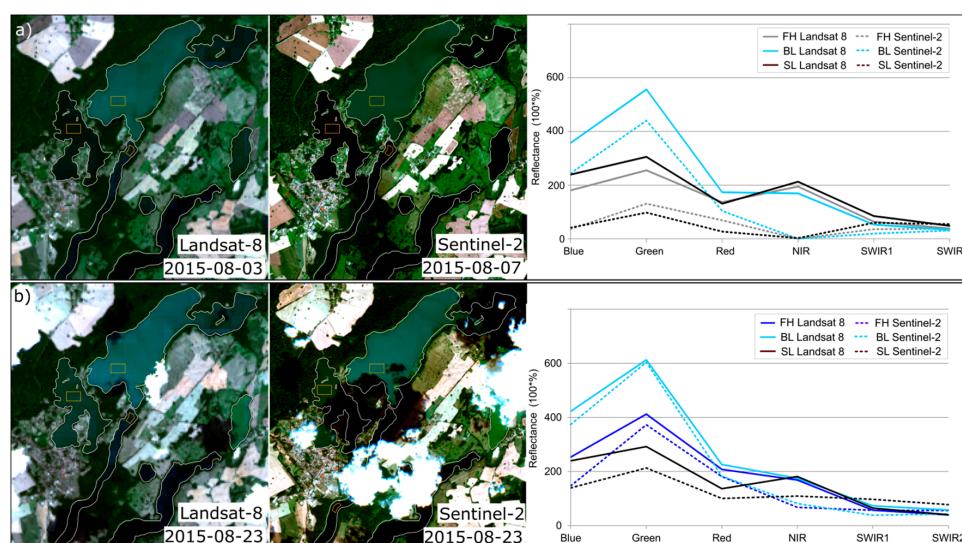 a)
Landsat-8
2015-08-03
Sentinel-2
2015-08-07
FH Landsat 8 FH Sentinel-2
BL Landsat 8 BL Sentinel-2
SL Landsat 8 SL Sentinel-2
Reflectance (100*%)
600
400
200
0
Blue Green Red NIR SWIR1 SWIR
b)
Landsat-8
2015-08-23
Sentinel-2
2015-08-23
FH Landsat 8 FH Sentinel-2
BL Landsat 8 BL Sentinel-2
SL Landsat 8 SL Sentinel-2
Reflectance (100*%)
600
400
200
0
Blue Green Red NIR SWIR1 SWIR2